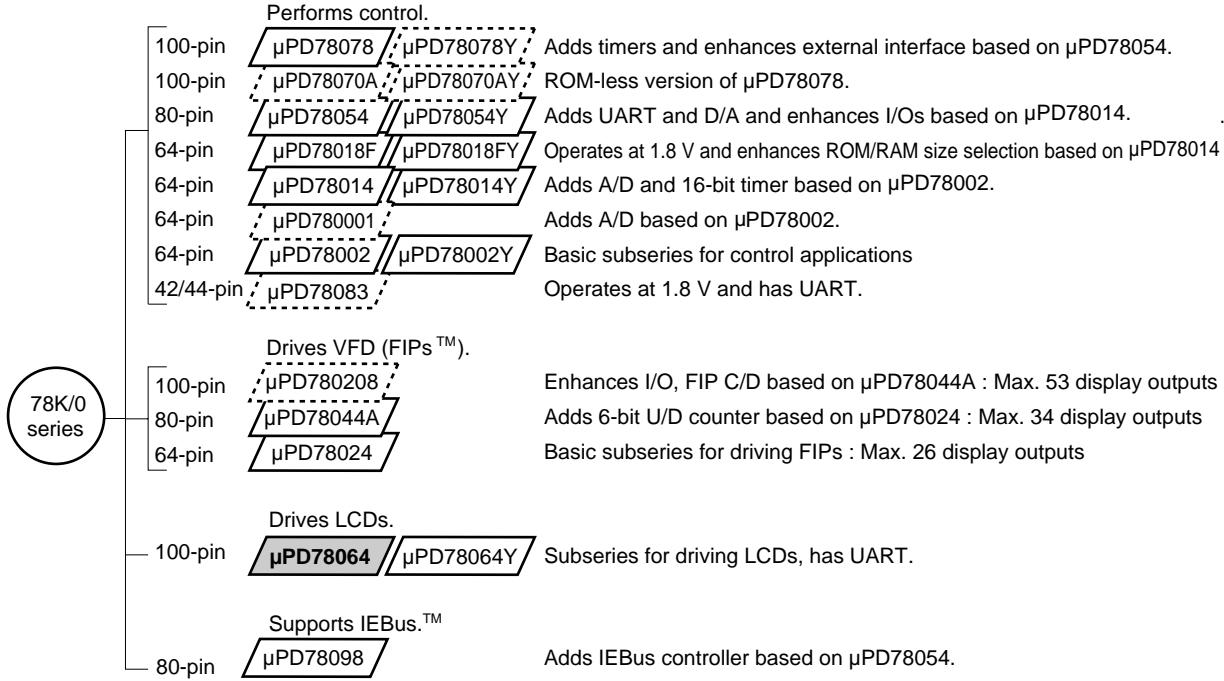 Performs control.
100-pin µPD78078 µPD78078Y Adds timers and enhances external interface based on µPD78054.
100-pin µPD78070A µPD78070AY ROM-less version of µPD78078.
80-pin µPD78054 µPD78054Y Adds UART and D/A and enhances I/Os based on µPD78014. .
64-pin µPD78018F µPD78018FY Operates at 1.8 V and enhances ROM/RAM size selection based on µPD78014
64-pin µPD78014 µPD78014Y Adds A/D and 16-bit timer based on µPD78002.
64-pin µPD780001 Adds A/D based on µPD78002.
64-pin µPD78002 µPD78002Y Basic subseries for control applications
42/44-pin µPD78083 Operates at 1.8 V and has UART.
Drives VFD (FIPs™).
100-pin µPD780208 Enhances I/O, FIP C/D based on µPD78044A : Max. 53 display outputs
78K/0
series
80-pin µPD78044A Adds 6-bit U/D counter based on µPD78024 : Max. 34 display outputs
64-pin µPD78024 Basic subseries for driving FIPs : Max. 26 display outputs
Drives LCDs.
100-pin µPD78064 µPD78064Y Subseries for driving LCDs, has UART.
Supports IEBus.™
80-pin µPD78098 Adds IEBus controller based on µPD78054.